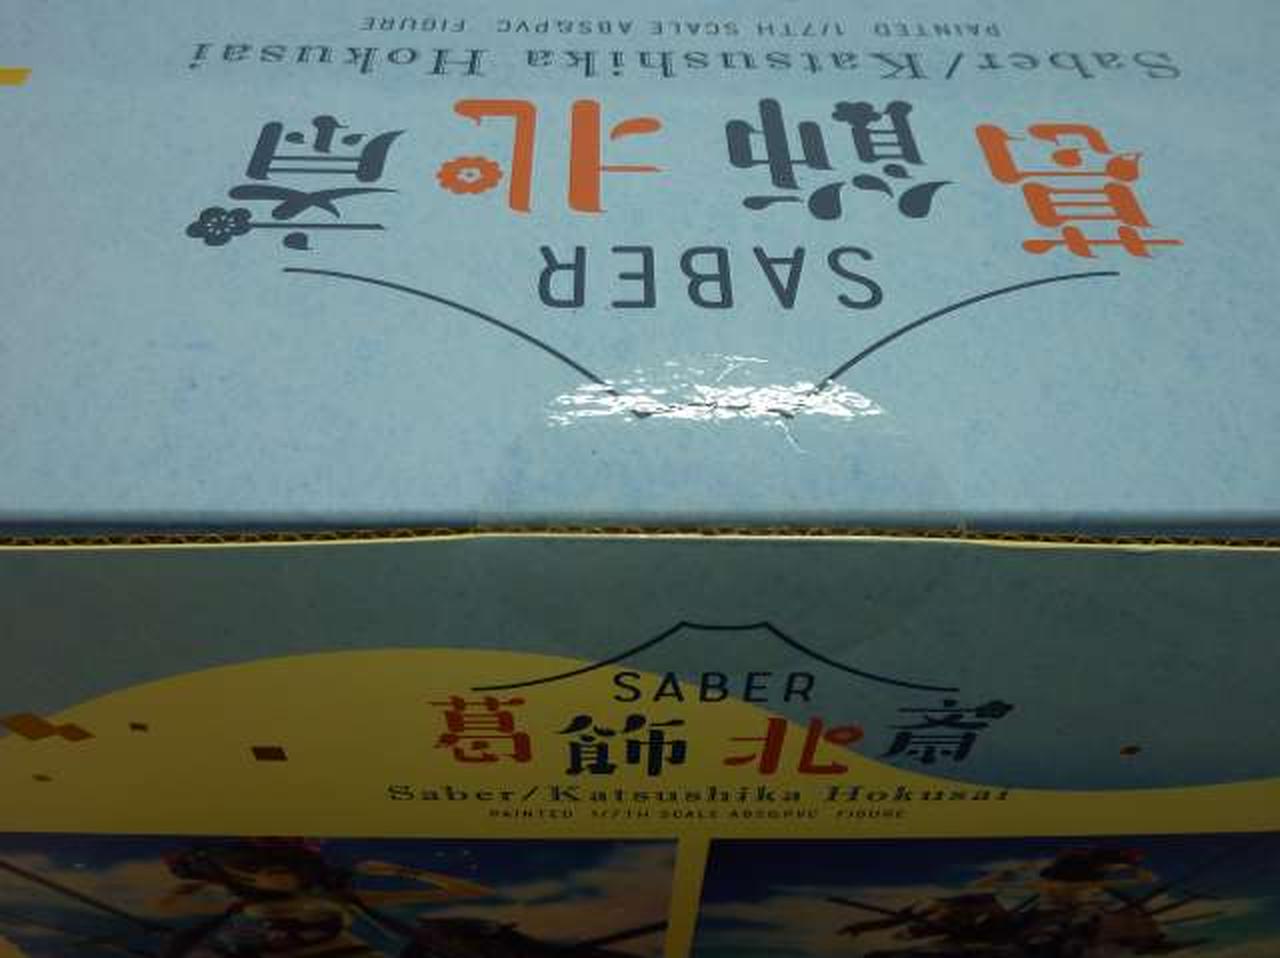 SABER
葛飾北斎
Saber/Katsushika Hokusai
PAINTED 1/7TH SCALE ABS&PVC FIGURE
SABER
葛飾北斎
Saber/Katsushika Hokusai
PAINTED 1/7TH SCALE ABS&PVC FIGURE